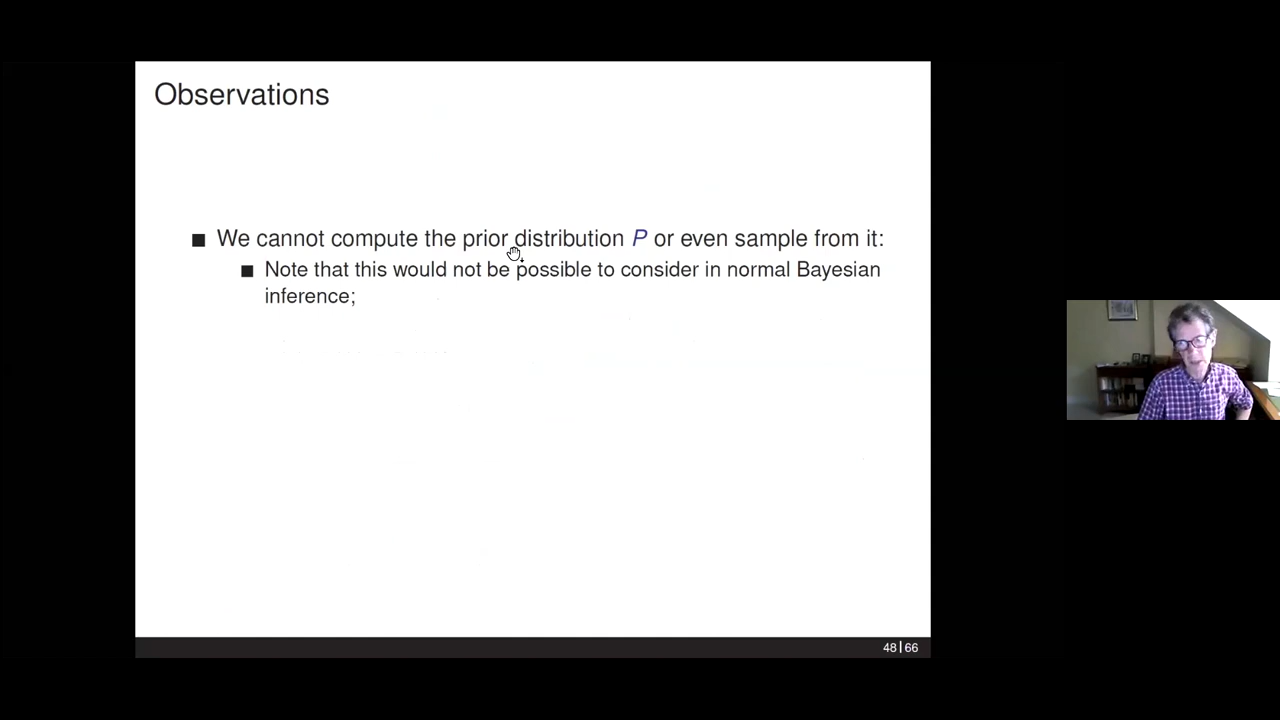 Observations
We cannot compute the prior distribution P or even sample from it:
Note that this would not be possible to consider in normal Bayesian
inference;
48|66